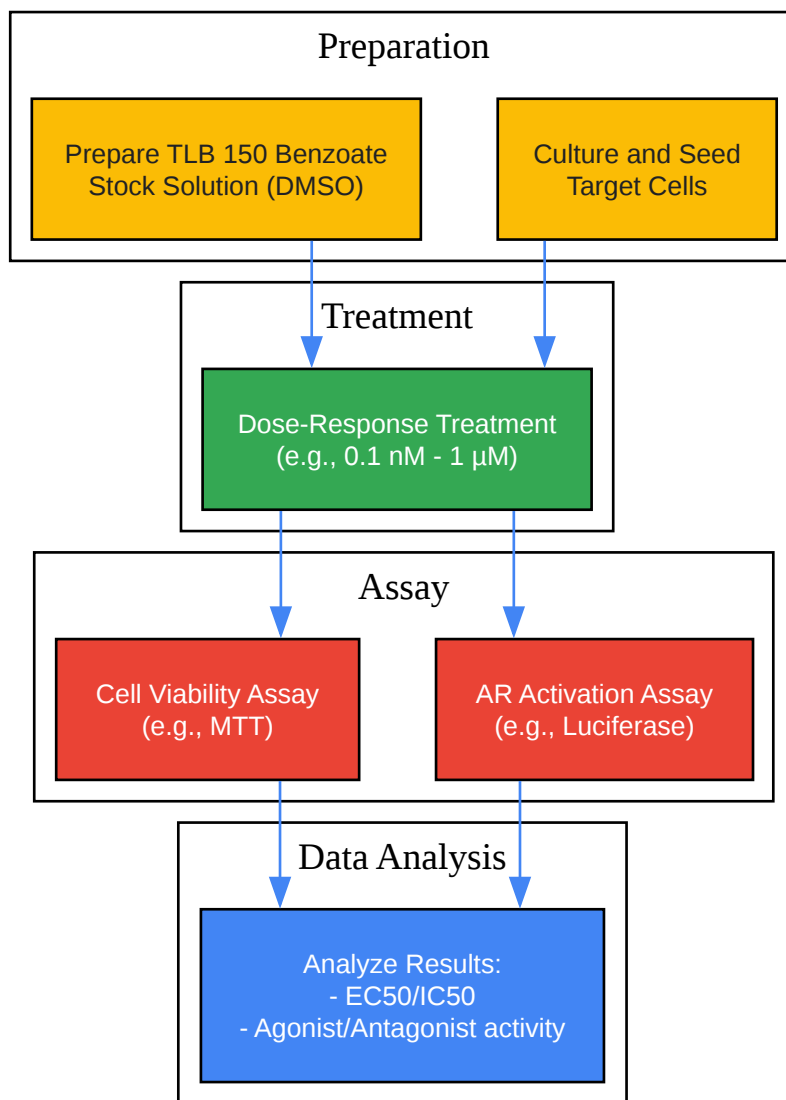 Preparation
Prepare TLB 150 Benzoate
Stock Solution (DMSO)
Culture and Seed
Target Cells
Treatment
Dose-Response Treatment
(e.g., 0.1 nM - 1 µM)
Assay
Cell Viability Assay
(e.g., MTT)
AR Activation Assay
(e.g., Luciferase)
Data Analysis
Analyze Results:
- EC50/IC50
- Agonist/Antagonist activity